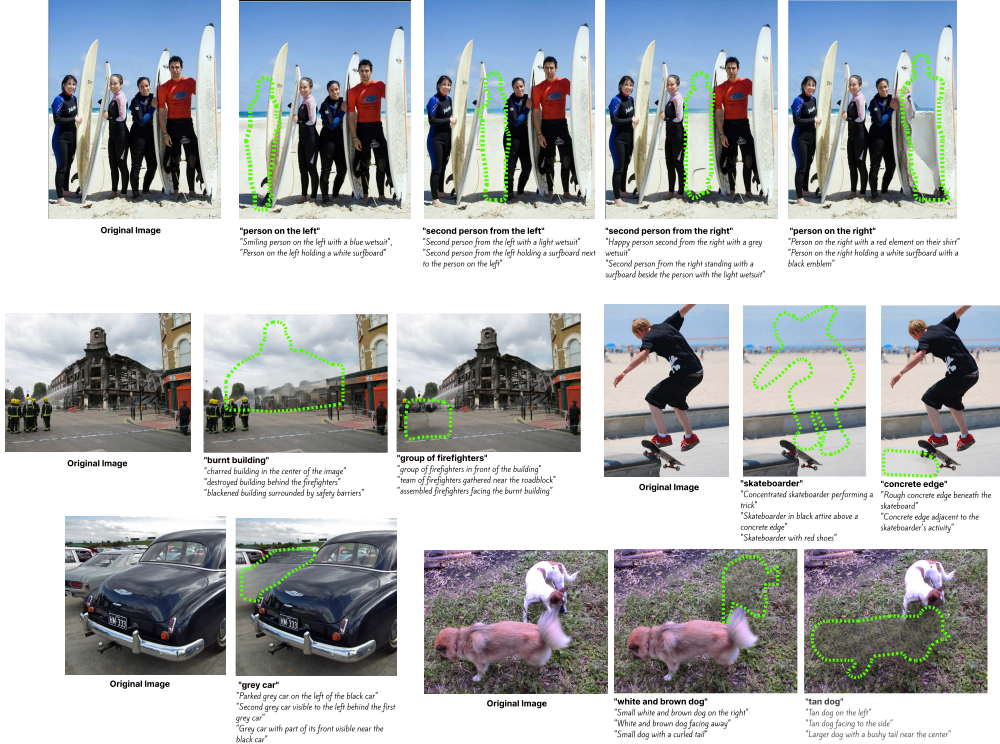 Original Image
"person on the left"
"Smiling person on the left with a blue wetsuit",
"Person on the left holding a white surfboard"
"second person from the left"
"Second person from the left with a light wetsuit"
"Second person from the left holding a surfboard next
to the person on the left"
"second person from the right"
"Happy person second from the right with a grey
wetsuit"
"Second person from the right standing with a
surfboard beside the person with the light wetsuit"
"person on the right"
"Person on the right with a red element on their shirt"
"Person on the right holding a white surfboard with a
black emblem"
Original Image
"burnt building"
"charred building in the center of the image"
"destroyed building behind the firefighters"
"blackened building surrounded by safety barriers"
"group of firefighters"
"group of firefighters in front of the building"
"team of firefighters gathered near the roadblock"
"assembled firefighters facing the burnt building"
Original Image
"skateboarder"
"Concentrated skateboarder performing a
trick"
"Skateboarder in black attire above a
concrete edge"
"Skateboarder with red shoes"
"concrete edge"
"Rough concrete edge beneath the
skateboard"
"Concrete edge adjacent to the
skateboarder's activity"
Original Image
"grey car"
"Parked grey car on the left of the black car"
"Second grey car visible to the left behind the first
grey car"
"Grey car with part of its front visible near the
black car"
Original Image
"white and brown dog"
"Small white and brown dog on the right"
"White and brown dog facing away"
"Small dog with a curled tail"
"tan dog"
"Tan dog on the left"
"Tan dog facing to the side"
"Larger dog with a bushy tail near the center"